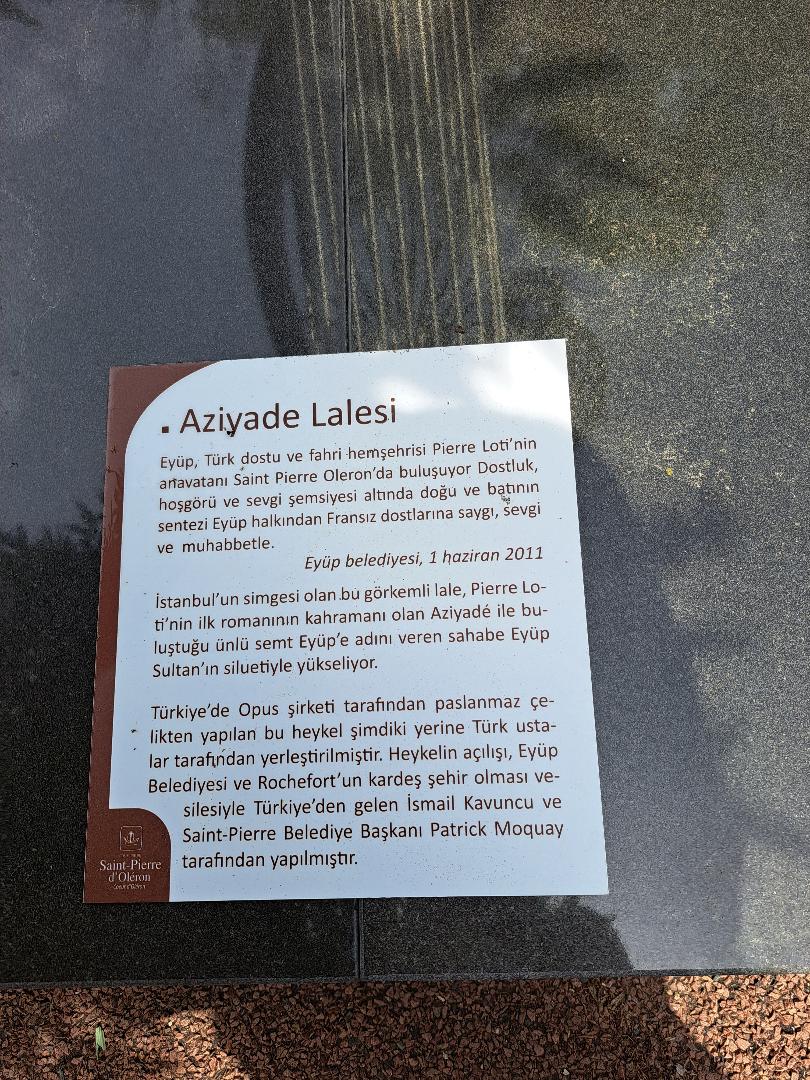 . Aziyade Lalesi
Eyüp, Türk dostu ve fahri hemşehrisi Pierre Loti'nin
anavatanı Saint Pierre Oleron'da buluşuyor Dostluk,
hoşgörü ve sevgi şemsiyesi altında doğu ve batının
sentezi Eyüp halkından Fransız dostlarına saygı, sevgi
ve muhabbetle.
Eyüp belediyesi, 1 haziran 2011
İstanbul'un simgesi olan bu görkemli lale, Pierre Lo-
ti'nin ilk romanının kahramanı olan Aziyadé ile bu-
luştuğu ünlü semt Eyüp'e adını veren sahabe Eyüp
Sultan'ın siluetiyle yükseliyor.
Türkiye'de Opus şirketi tarafından paslanmaz çe-
likten yapılan bu heykel şimdiki yerine Türk usta-
lar tarafından yerleştirilmiştir. Heykelin açılışı, Eyüp
Belediyesi ve Rochefort'un kardeş şehir olması ve-
silesiyle Türkiye'den gelen İsmail Kavuncu ve
Saint-Pierre Belediye Başkanı Patrick Moquay
tarafından yapılmıştır.
Saint-Pierre
d'Oléron
Coeur d'Oléron